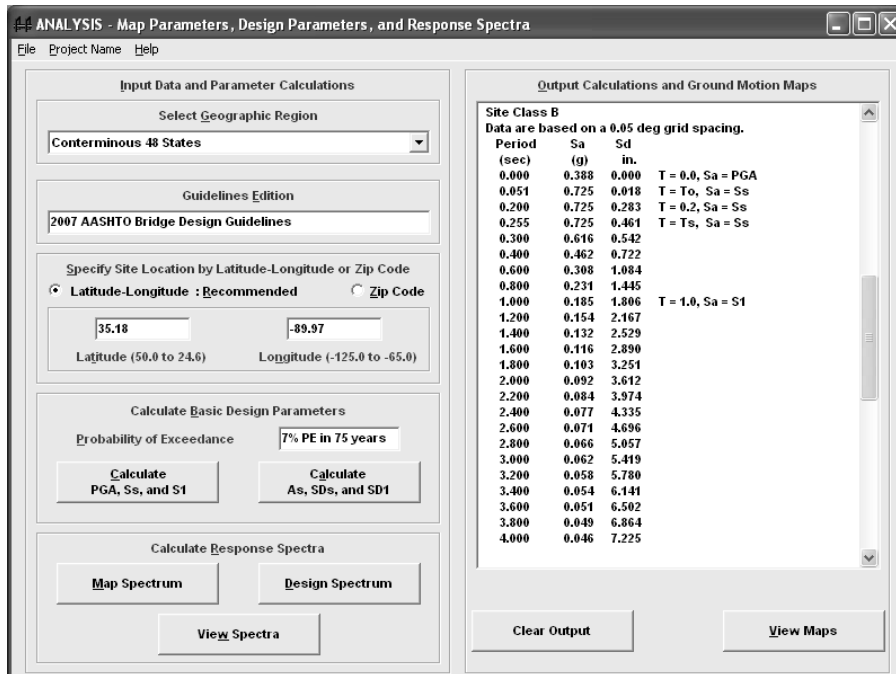 ANALYSIS - Map Parameters, Design Parameters, and Response Spectra
File Project Name Help
Input Data and Parameter Calculations
Select Geographic Region
Conterminous 48 States
Guidelines Edition
2007 AASHTO Bridge Design Guidelines
Specify Site Location by Latitude-Longitude or Zip Code
Latitude-Longitude : Recommended Zip Code
35.18 -89.97
Latitude (50.0 to 24.6) Longitude (-125.0 to -65.0)
Calculate Basic Design Parameters
Probability of Exceedance 7% PE in 75 years
Calculate
PGA, Ss, and S1
Calculate
As, SDs, and SD1
Calculate Response Spectra
Map Spectrum Design Spectrum
View Spectra
Output Calculations and Ground Motion Maps
Site Class B
Data are based on a 0.05 deg grid spacing.
Period Sa Sd
(sec) (g) in.
0.000 0.388 0.000 T = 0.0, Sa = PGA
0.051 0.725 0.018 T = To, Sa = Ss
0.200 0.725 0.283 T = 0.2, Sa = Ss
0.255 0.725 0.461 T = Ts, Sa = Ss
0.300 0.616 0.542
0.400 0.462 0.722
0.600 0.308 1.084
0.800 0.231 1.445
1.000 0.185 1.806 T = 1.0, Sa = S1
1.200 0.154 2.167
1.400 0.132 2.529
1.600 0.116 2.890
1.800 0.103 3.251
2.000 0.092 3.612
2.200 0.084 3.974
2.400 0.077 4.335
2.600 0.071 4.696
2.800 0.066 5.057
3.000 0.062 5.419
3.200 0.058 5.780
3.400 0.054 6.141
3.600 0.051 6.502
3.800 0.049 6.864
4.000 0.046 7.225
Clear Output View Maps